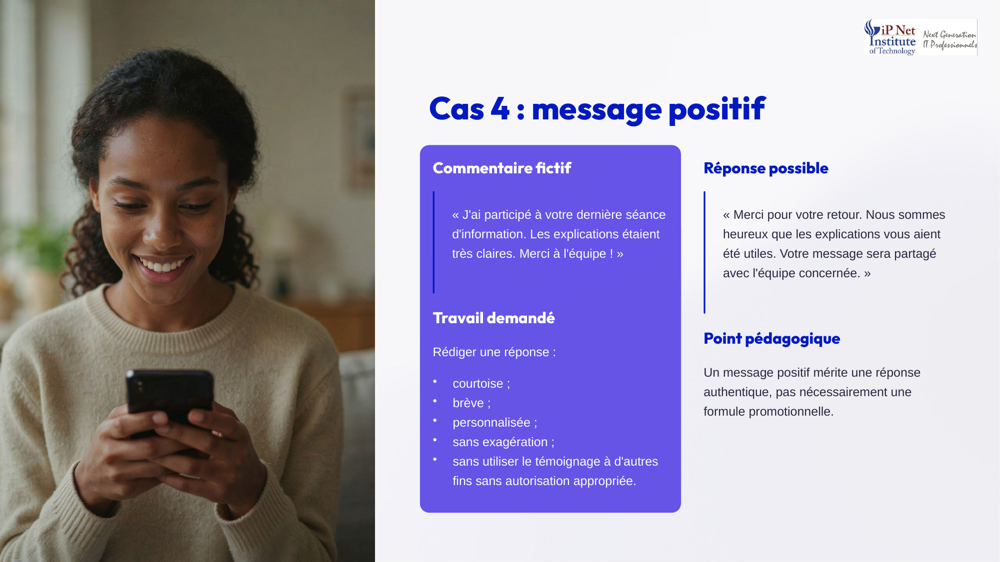 iP Net
Institute
of Technology
Next Generation
IT Professionnels
Cas 4 : message positif
Commentaire fictif
« J'ai participé à votre dernière séance
d'information. Les explications étaient
très claires. Merci à l'équipe ! »
Travail demandé
Rédiger une réponse :
• courtoise ;
• brève ;
• personnalisée ;
• sans exagération ;
• sans utiliser le témoignage à d'autres
fins sans autorisation appropriée.
Réponse possible
« Merci pour votre retour. Nous sommes
heureux que les explications vous aient
été utiles. Votre message sera partagé
avec l'équipe concernée. »
Point pédagogique
Un message positif mérite une réponse
authentique, pas nécessairement une
formule promotionnelle.